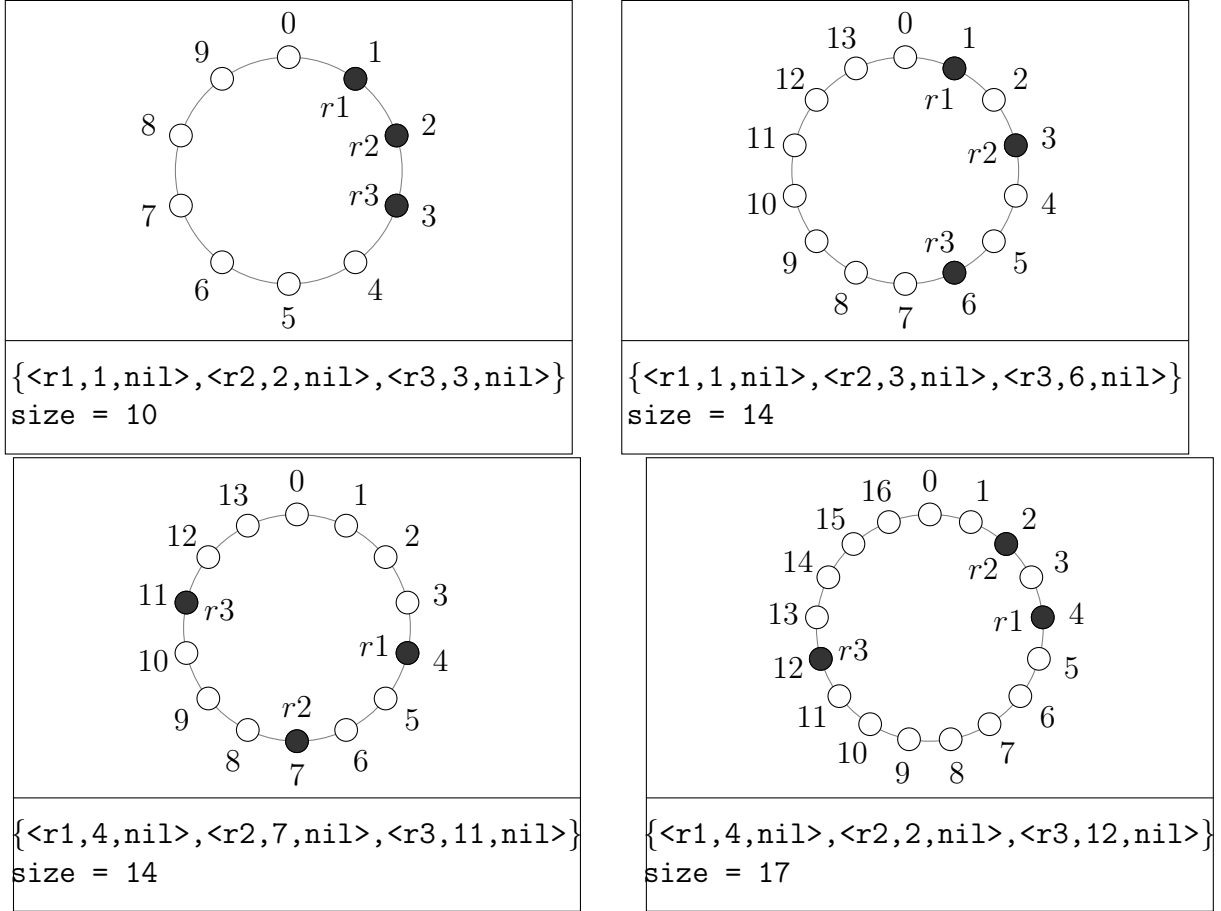 0
9
1
r1
8
2
r2
r3
7
3
6
4
5
{<r1,1,nil>,<r2,2,nil>,<r3,3,nil>}
size = 10
0
13
1
12
2
r1
11
3
r2
10
4
r3
9
5
8
6
7
{<r1,1,nil>,<r2,3,nil>,<r3,6,nil>}
size = 14
0
13
1
12
2
11
3
r3
r1
10
4
r2
9
5
8
6
7
{<r1,4,nil>,<r2,7,nil>,<r3,11,nil>}
size = 14
0
16
1
15
2
r2
14
3
13
4
r1
r3
12
5
11
6
10
7
9
8
{<r1,4,nil>,<r2,2,nil>,<r3,12,nil>}
size = 17